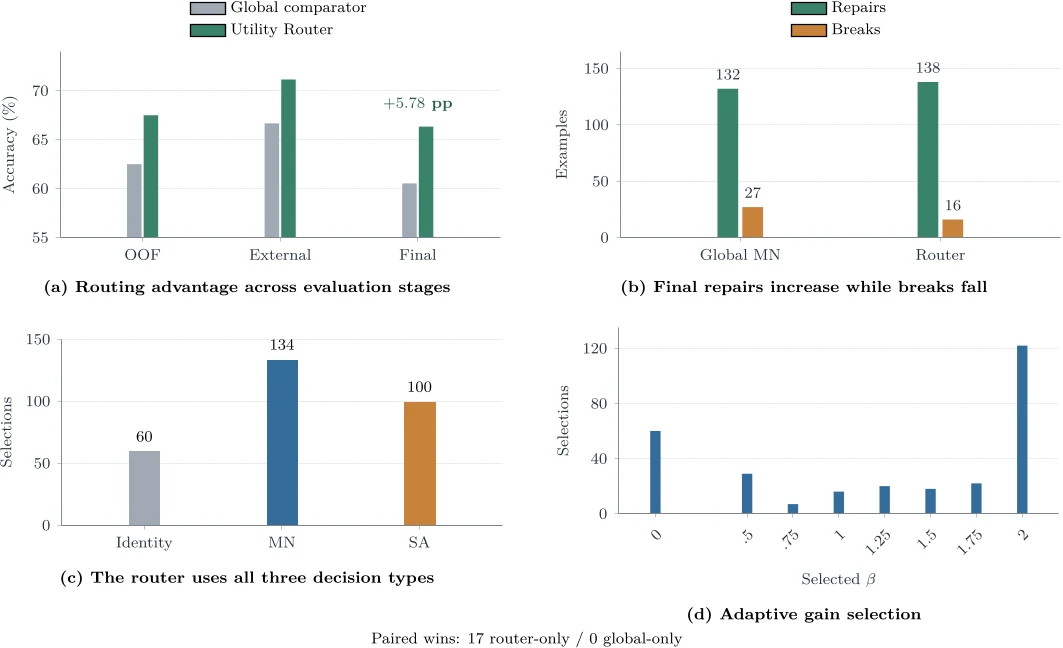 Global comparator
Utility Router
Accuracy (%)
70
65
60
55
+5.78 pp
OOF
External
Final
(a) Routing advantage across evaluation stages
Repairs
Breaks
Examples
150
100
50
0
132
27
138
16
Global MN
Router
(b) Final repairs increase while breaks fall
Selections
150
100
50
0
60
134
100
Identity
MN
SA
(c) The router uses all three decision types
Selections
120
80
40
0
0
.5
.75
1
1.25
1.5
1.75
2
Selected β
(d) Adaptive gain selection
Paired wins: 17 router-only / 0 global-only